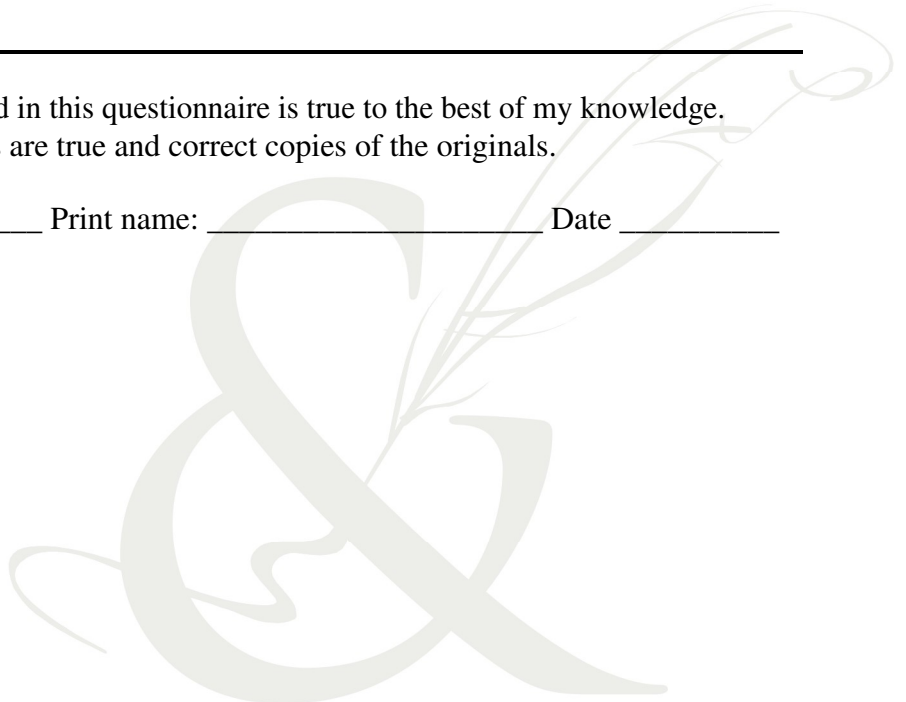 in this questionnaire is true to the best of my knowledge.
are true and correct copies of the originals.
___ Print name: _____________________ Date __________
&